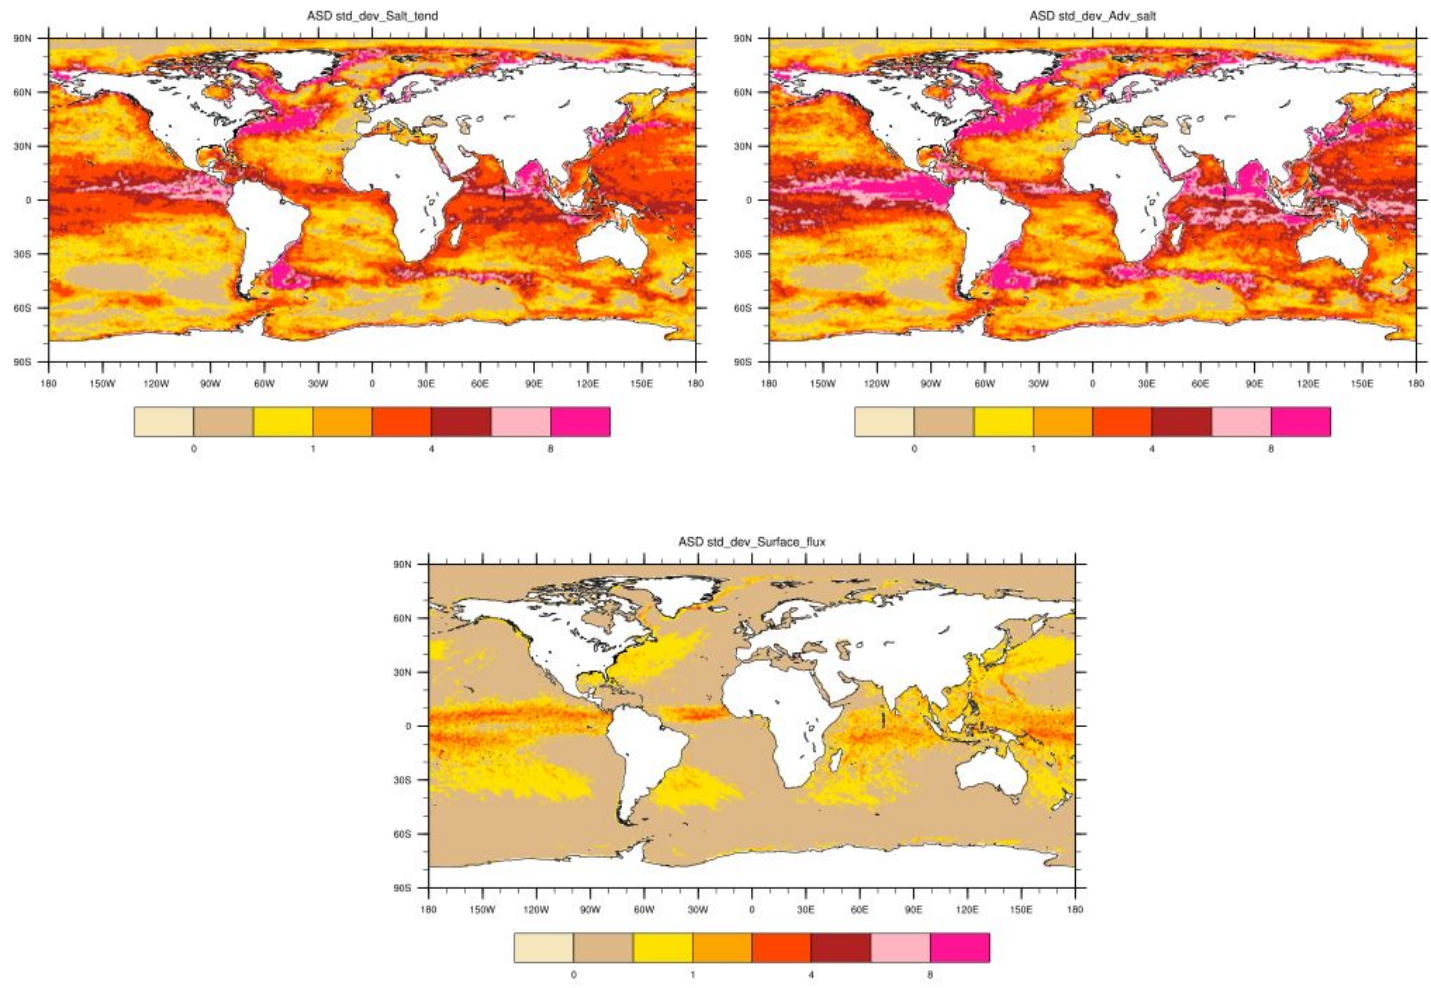 ASD std_dev_Salt_tend
90N
60N
30N
0
30S
60S
90S
180 150W 120W 90W 60W 30W 0 30E 60E 90E 120E 150E 180
0 1 4 8
ASD std_dev_Adv_salt
90N
60N
30N
0
30S
60S
90S
180 150W 120W 90W 60W 30W 0 30E 60E 90E 120E 150E 180
0 1 4 8
ASD std_dev_Surface_flux
90N
60N
30N
0
30S
60S
90S
180 150W 120W 90W 60W 30W 0 30E 60E 90E 120E 150E 180
0 1 4 8